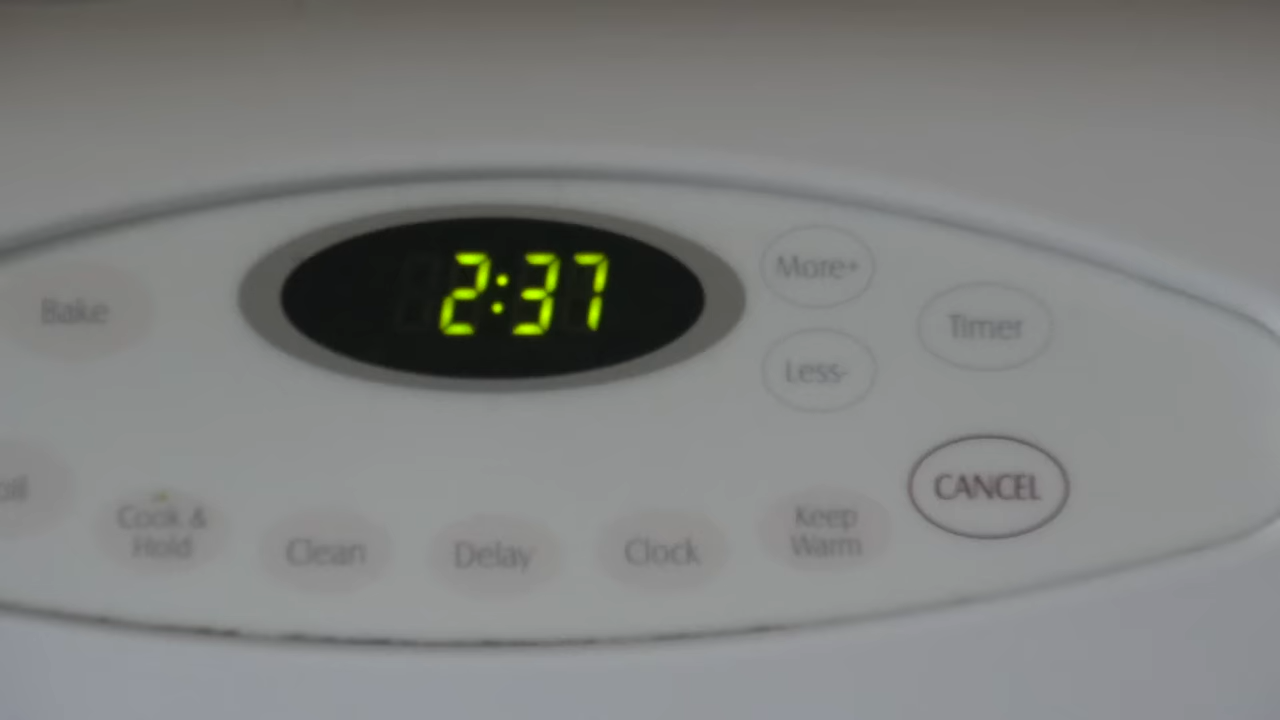 2:37
More+
Bake
Timer
Less-
CANCEL
Cook &
Hold
Clean
Delay
Clock
Keep
Warm